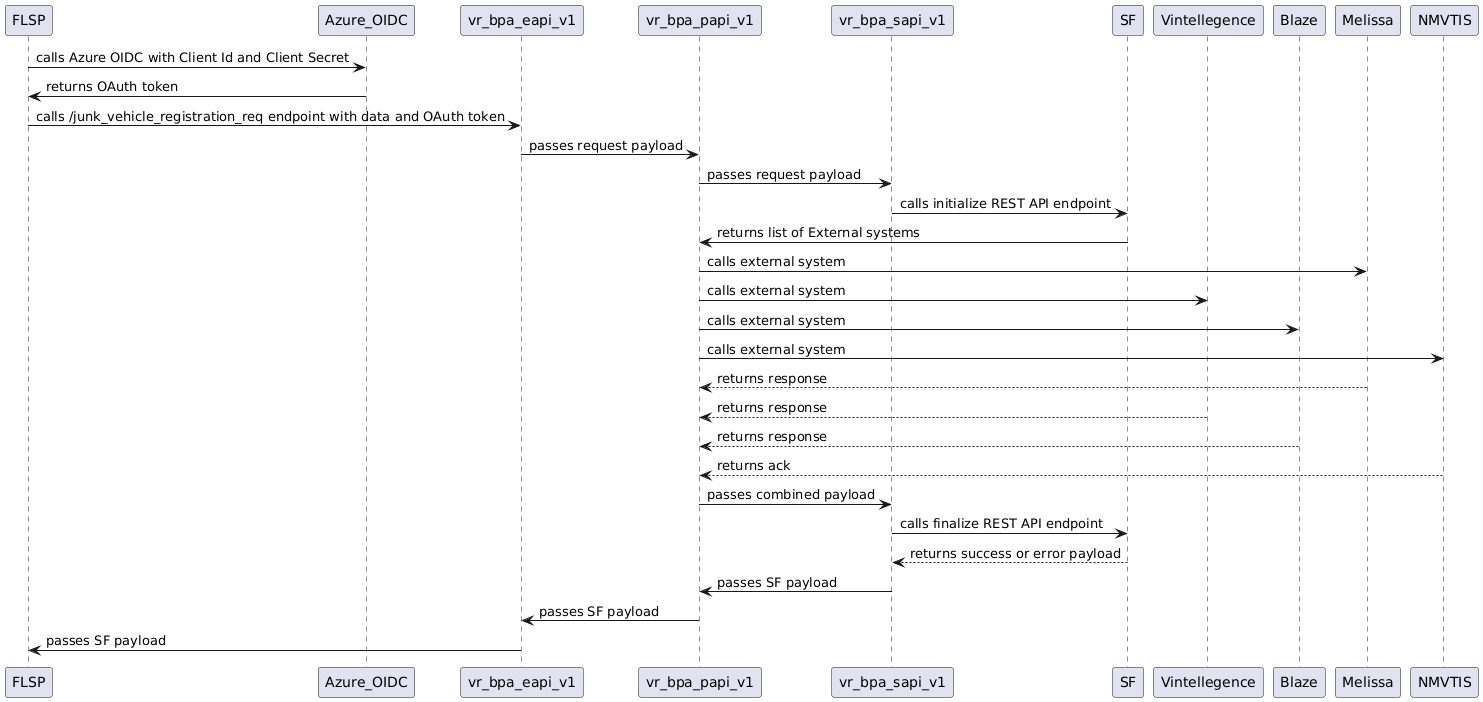 FLSP Azure_OIDC vr_bpa_eapi_v1 vr_bpa_papi_v1 vr_bpa_sapi_v1 SF Vintellegence Blaze Melissa NMVTIS
calls Azure OIDC with Client Id and Client Secret
returns OAuth token
calls /junk_vehicle_registration_req endpoint with data and OAuth token
passes request payload
passes request payload
calls initialize REST API endpoint
returns list of External systems
calls external system
calls external system
calls external system
calls external system
returns response
returns response
returns response
returns ack
passes combined payload
calls finalize REST API endpoint
returns success or error payload
passes SF payload
passes SF payload
passes SF payload
FLSP Azure_OIDC vr_bpa_eapi_v1 vr_bpa_papi_v1 vr_bpa_sapi_v1 SF Vintellegence Blaze Melissa NMVTIS